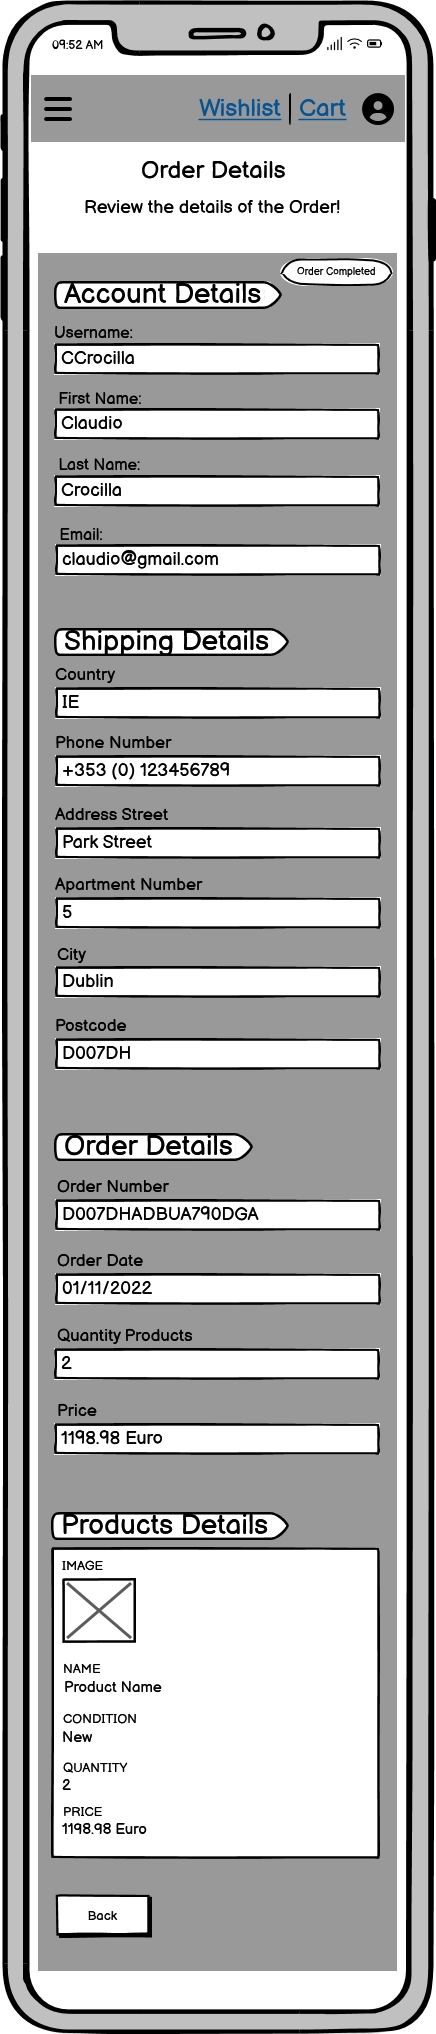 09:52 AM
Wishlist | Cart
Order Details
Review the details of the Order!
Order Completed
Account Details
Username:
CCrocilla
First Name:
Claudio
Last Name:
Crocilla
Email:
claudio@gmail.com
Shipping Details
Country
IE
Phone Number
+353 (0) 123456789
Address Street
Park Street
Apartment Number
5
City
Dublin
Postcode
D007DH
Order Details
Order Number
D007DHADBUA790DGA
Order Date
01/11/2022
Quantity Products
2
Price
1198.98 Euro
Products Details
IMAGE
NAME
Product Name
CONDITION
New
QUANTITY
2
PRICE
1198.98 Euro
Back